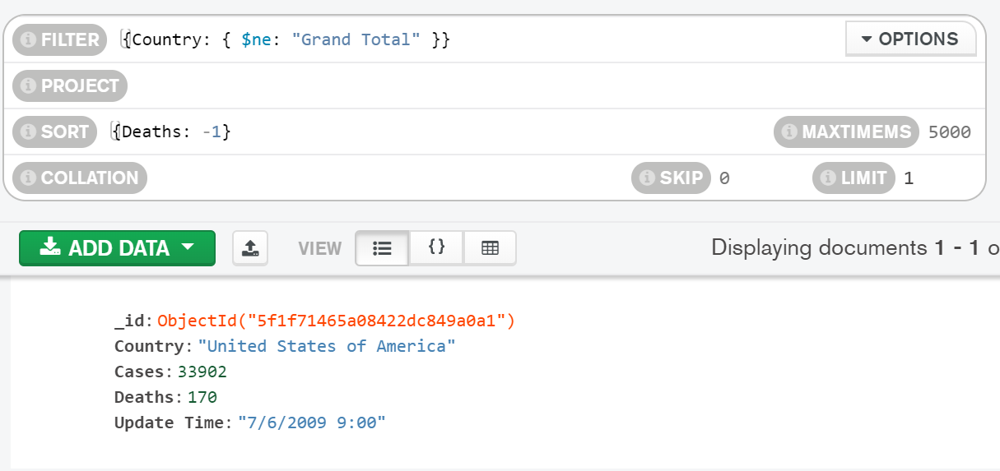 FILTER {Country: { $ne: "Grand Total" }} OPTIONS
PROJECT
SORT {Deaths: -1} MAXTIMEMS 5000
COLLATION SKIP 0 LIMIT 1
ADD DATA VIEW {} Displaying documents 1 - 1 o
_id: ObjectId("5f1f71465a08422dc849a0a1")
Country: "United States of America"
Cases: 33902
Deaths: 170
Update Time: "7/6/2009 9:00"